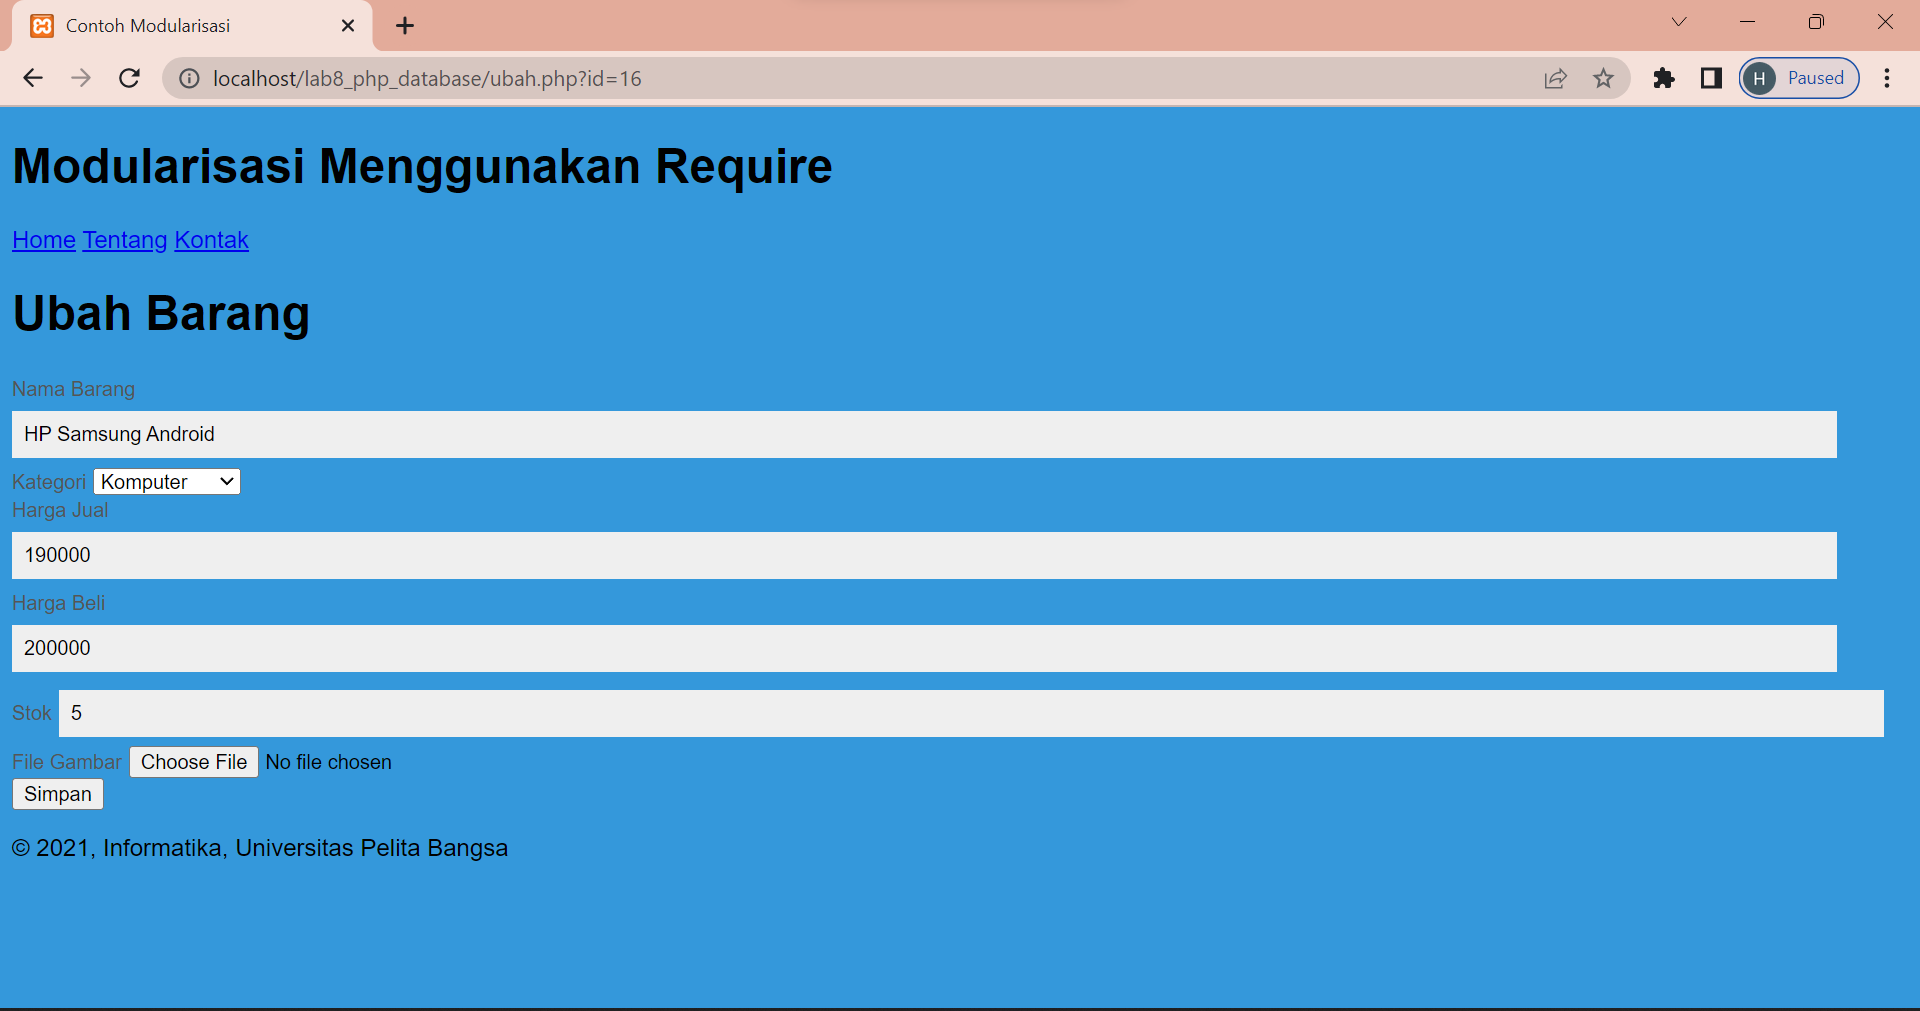 Contoh Modularisasi
localhost/lab8_php_database/ubah.php?id=16
H Paused
Modularisasi Menggunakan Require
Home Tentang Kontak
Ubah Barang
Nama Barang
HP Samsung Android
Kategori Komputer
Harga Jual
190000
Harga Beli
200000
Stok 5
File Gambar Choose File No file chosen
Simpan
© 2021, Informatika, Universitas Pelita Bangsa